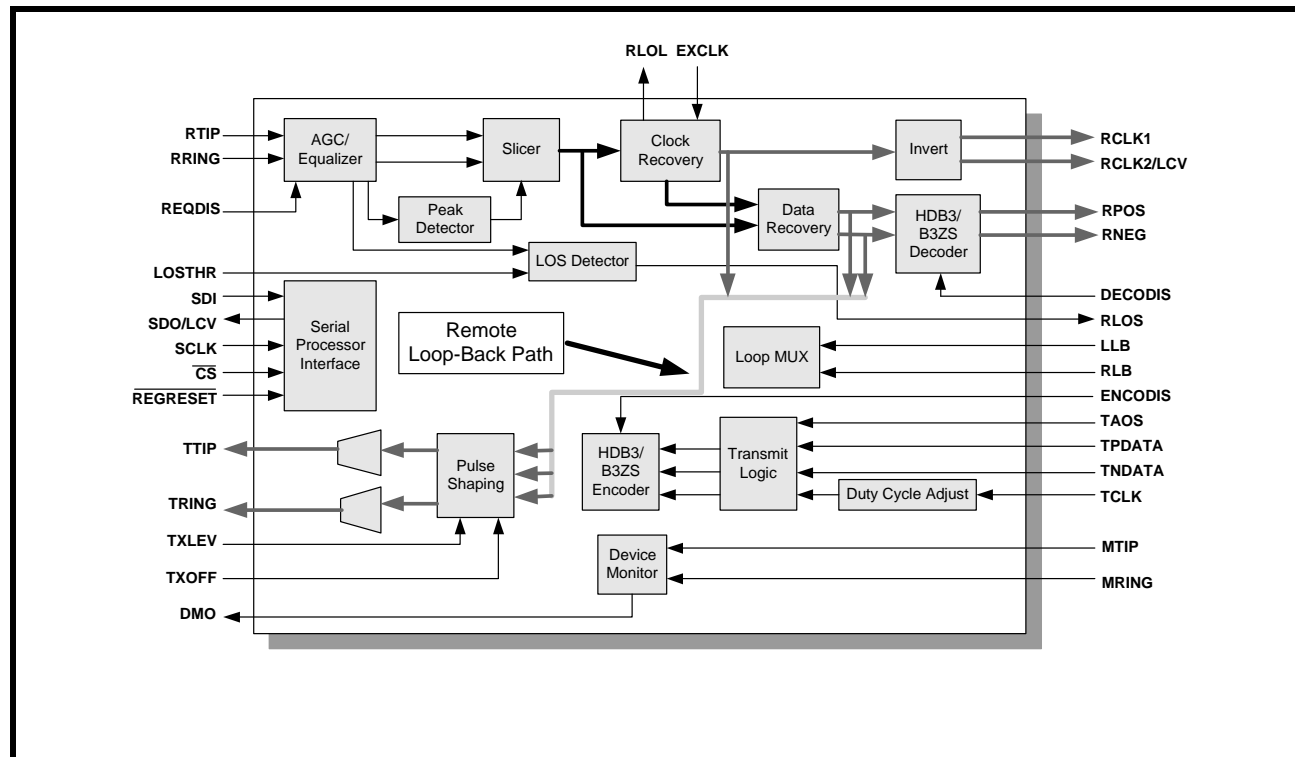 RLOL EXCLK
RTIP
RRING
REQDIS
LOSTHR
SDI
SDO/LCV
SCLK
CS
REGRESET
TTIP
TRING
TXLEV
TXOFF
DMO
AGC/
Equalizer
Peak
Detector
Slicer
LOS Detector
Clock
Recovery
Data
Recovery
Invert
HDB3/
B3ZS
Decoder
Serial
Processor
Interface
Remote
Loop-Back Path
Loop MUX
Pulse
Shaping
HDB3/
B3ZS
Encoder
Transmit
Logic
Duty Cycle Adjust
Device
Monitor
RCLK1
RCLK2/LCV
RPOS
RNEG
DECODIS
RLOS
LLB
RLB
ENCODIS
TAOS
TPDATA
TNDATA
TCLK
MTIP
MRING